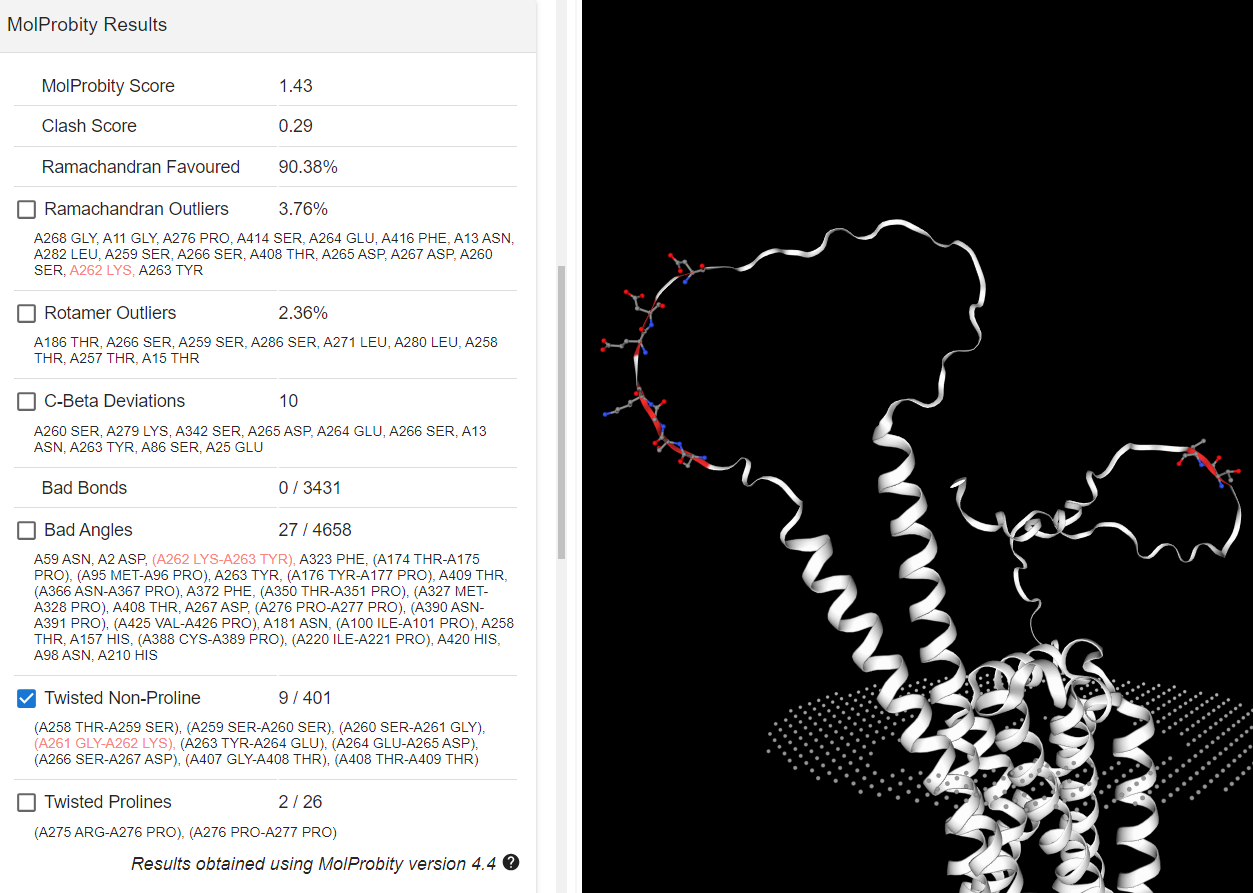 MolProbity Results
MolProbity Score 1.43
Clash Score 0.29
Ramachandran Favoured 90.38%
Ramachandran Outliers 3.76%
A268 GLY, A11 GLY, A276 PRO, A414 SER, A264 GLU, A416 PHE, A13 ASN,
A282 LEU, A259 SER, A266 SER, A408 THR, A265 ASP, A267 ASP, A260
SER, A262 LYS, A263 TYR
Rotamer Outliers 2.36%
A186 THR, A266 SER, A259 SER, A286 SER, A271 LEU, A280 LEU, A258
THR, A257 THR, A15 THR
C-Beta Deviations 10
A260 SER, A279 LYS, A342 SER, A265 ASP, A264 GLU, A266 SER, A13
ASN, A263 TYR, A86 SER, A25 GLU
Bad Bonds 0 / 3431
Bad Angles 27 / 4658
A59 ASN, A2 ASP, (A262 LYS-A263 TYR), A323 PHE, (A174 THR-A175
PRO), (A95 MET-A96 PRO), A263 TYR, (A176 TYR-A177 PRO), A409 THR,
(A366 ASN-A367 PRO), A372 PHE, (A350 THR-A351 PRO), (A327 MET-
A328 PRO), A408 THR, A267 ASP, (A276 PRO-A277 PRO), (A390 ASN-
A391 PRO), (A425 VAL-A426 PRO), A181 ASN, (A100 ILE-A101 PRO), A258
THR, A157 HIS, (A388 CYS-A389 PRO), (A220 ILE-A221 PRO), A420 HIS,
A98 ASN, A210 HIS
Twisted Non-Proline 9 / 401
(A258 THR-A259 SER), (A259 SER-A260 SER), (A260 SER-A261 GLY),
(A261 GLY-A262 LYS), (A263 TYR-A264 GLU), (A264 GLU-A265 ASP),
(A266 SER-A267 ASP), (A407 GLY-A408 THR), (A408 THR-A409 THR)
Twisted Prolines 2 / 26
(A275 ARG-A276 PRO), (A276 PRO-A277 PRO)
Results obtained using MolProbity version 4.4 ?